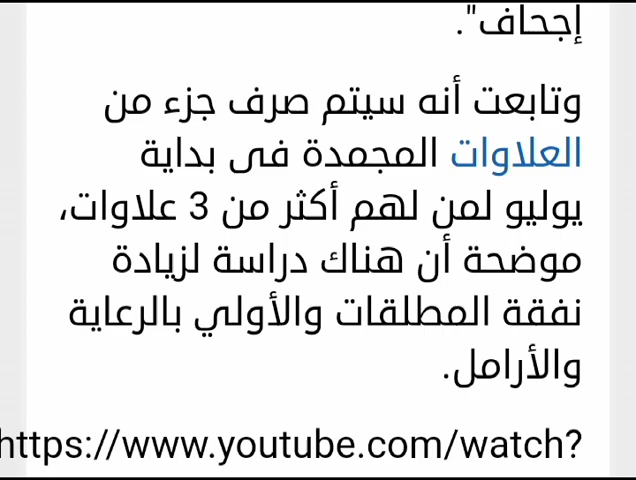 إجحاف".
وتابعت أنه سيتم صرف جزء من
العلاوات المجمدة فى بداية
يوليو لمن لهم أكثر من 3 علاوات،
موضحة أن هناك دراسة لزيادة
نفقة المطلقات والأولي بالرعاية
والأرامل.
https://www.youtube.com/watch?